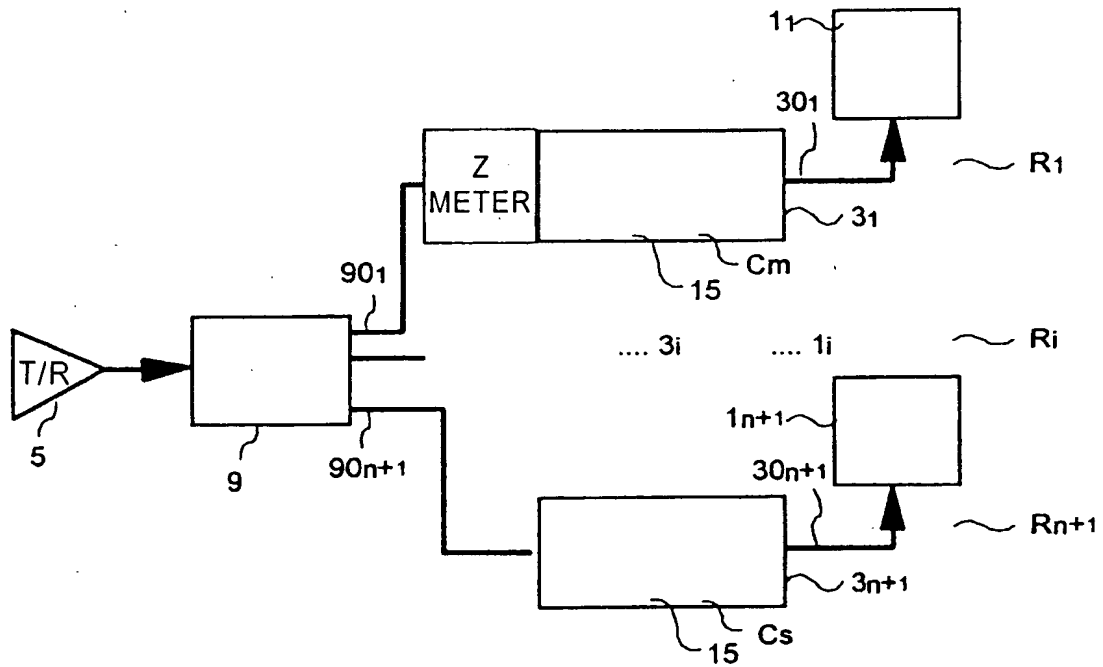 1₁
30₁
R₁
Z
METER
3₁
Cm
15
90₁
.... 3i
.... 1i
Ri
T/R
5
9
90n+1
1n+1
30n+1
Rn+1
3n+1
Cs
15